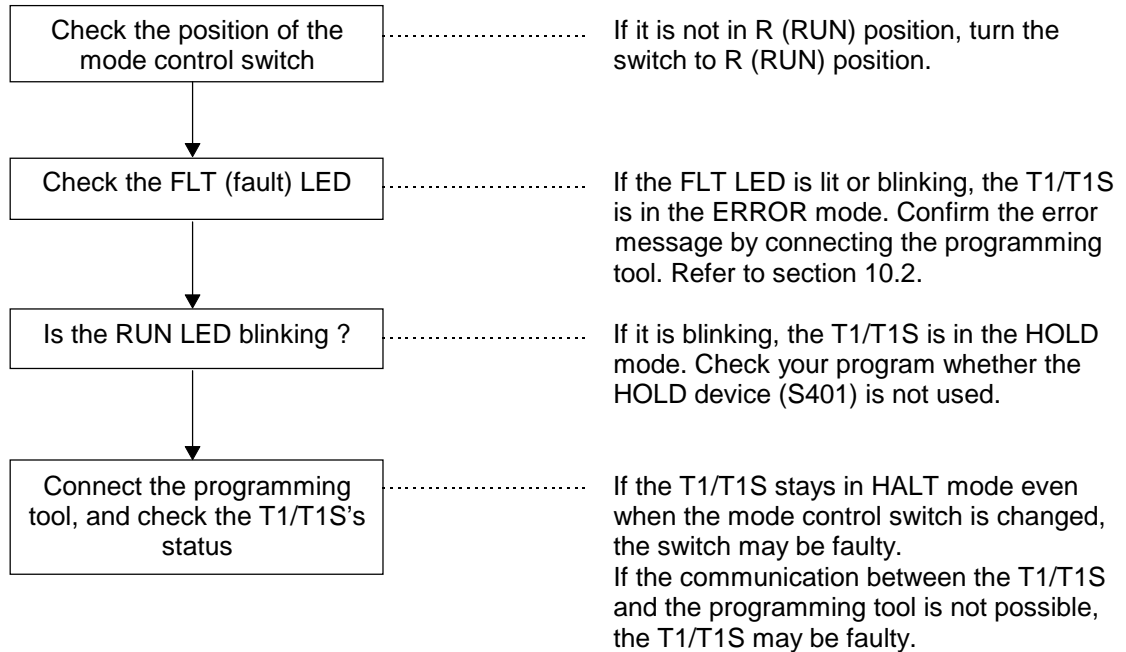 Check the position of the
mode control switch
If it is not in R (RUN) position, turn the
switch to R (RUN) position.
Check the FLT (fault) LED
If the FLT LED is lit or blinking, the T1/T1S
is in the ERROR mode. Confirm the error
message by connecting the programming
tool. Refer to section 10.2.
Is the RUN LED blinking ?
If it is blinking, the T1/T1S is in the HOLD
mode. Check your program whether the
HOLD device (S401) is not used.
Connect the programming
tool, and check the T1/T1S's
status
If the T1/T1S stays in HALT mode even
when the mode control switch is changed,
the switch may be faulty.
If the communication between the T1/T1S
and the programming tool is not possible,
the T1/T1S may be faulty.